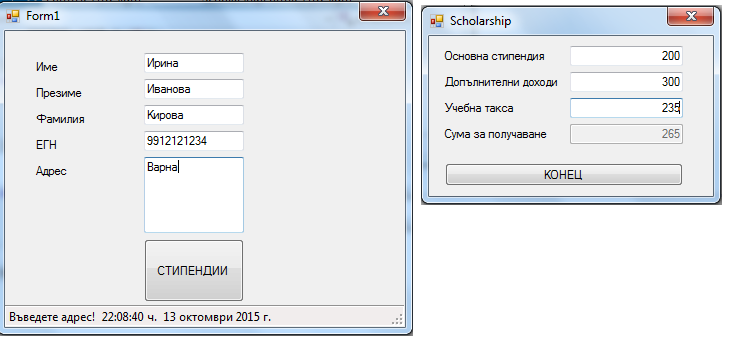 Form1
Име Ирина
Презиме Иванова
Фамилия Кирова
ЕГН 9912121234
Адрес Варна
СТИПЕНДИИ
Въведете адрес! 22:08:40 ч. 13 октомври 2015 г.
Scholarship
Основна стипендия 200
Допълнителни доходи 300
Учебна такса 235
Сума за получаване 265
КОНЕЦ